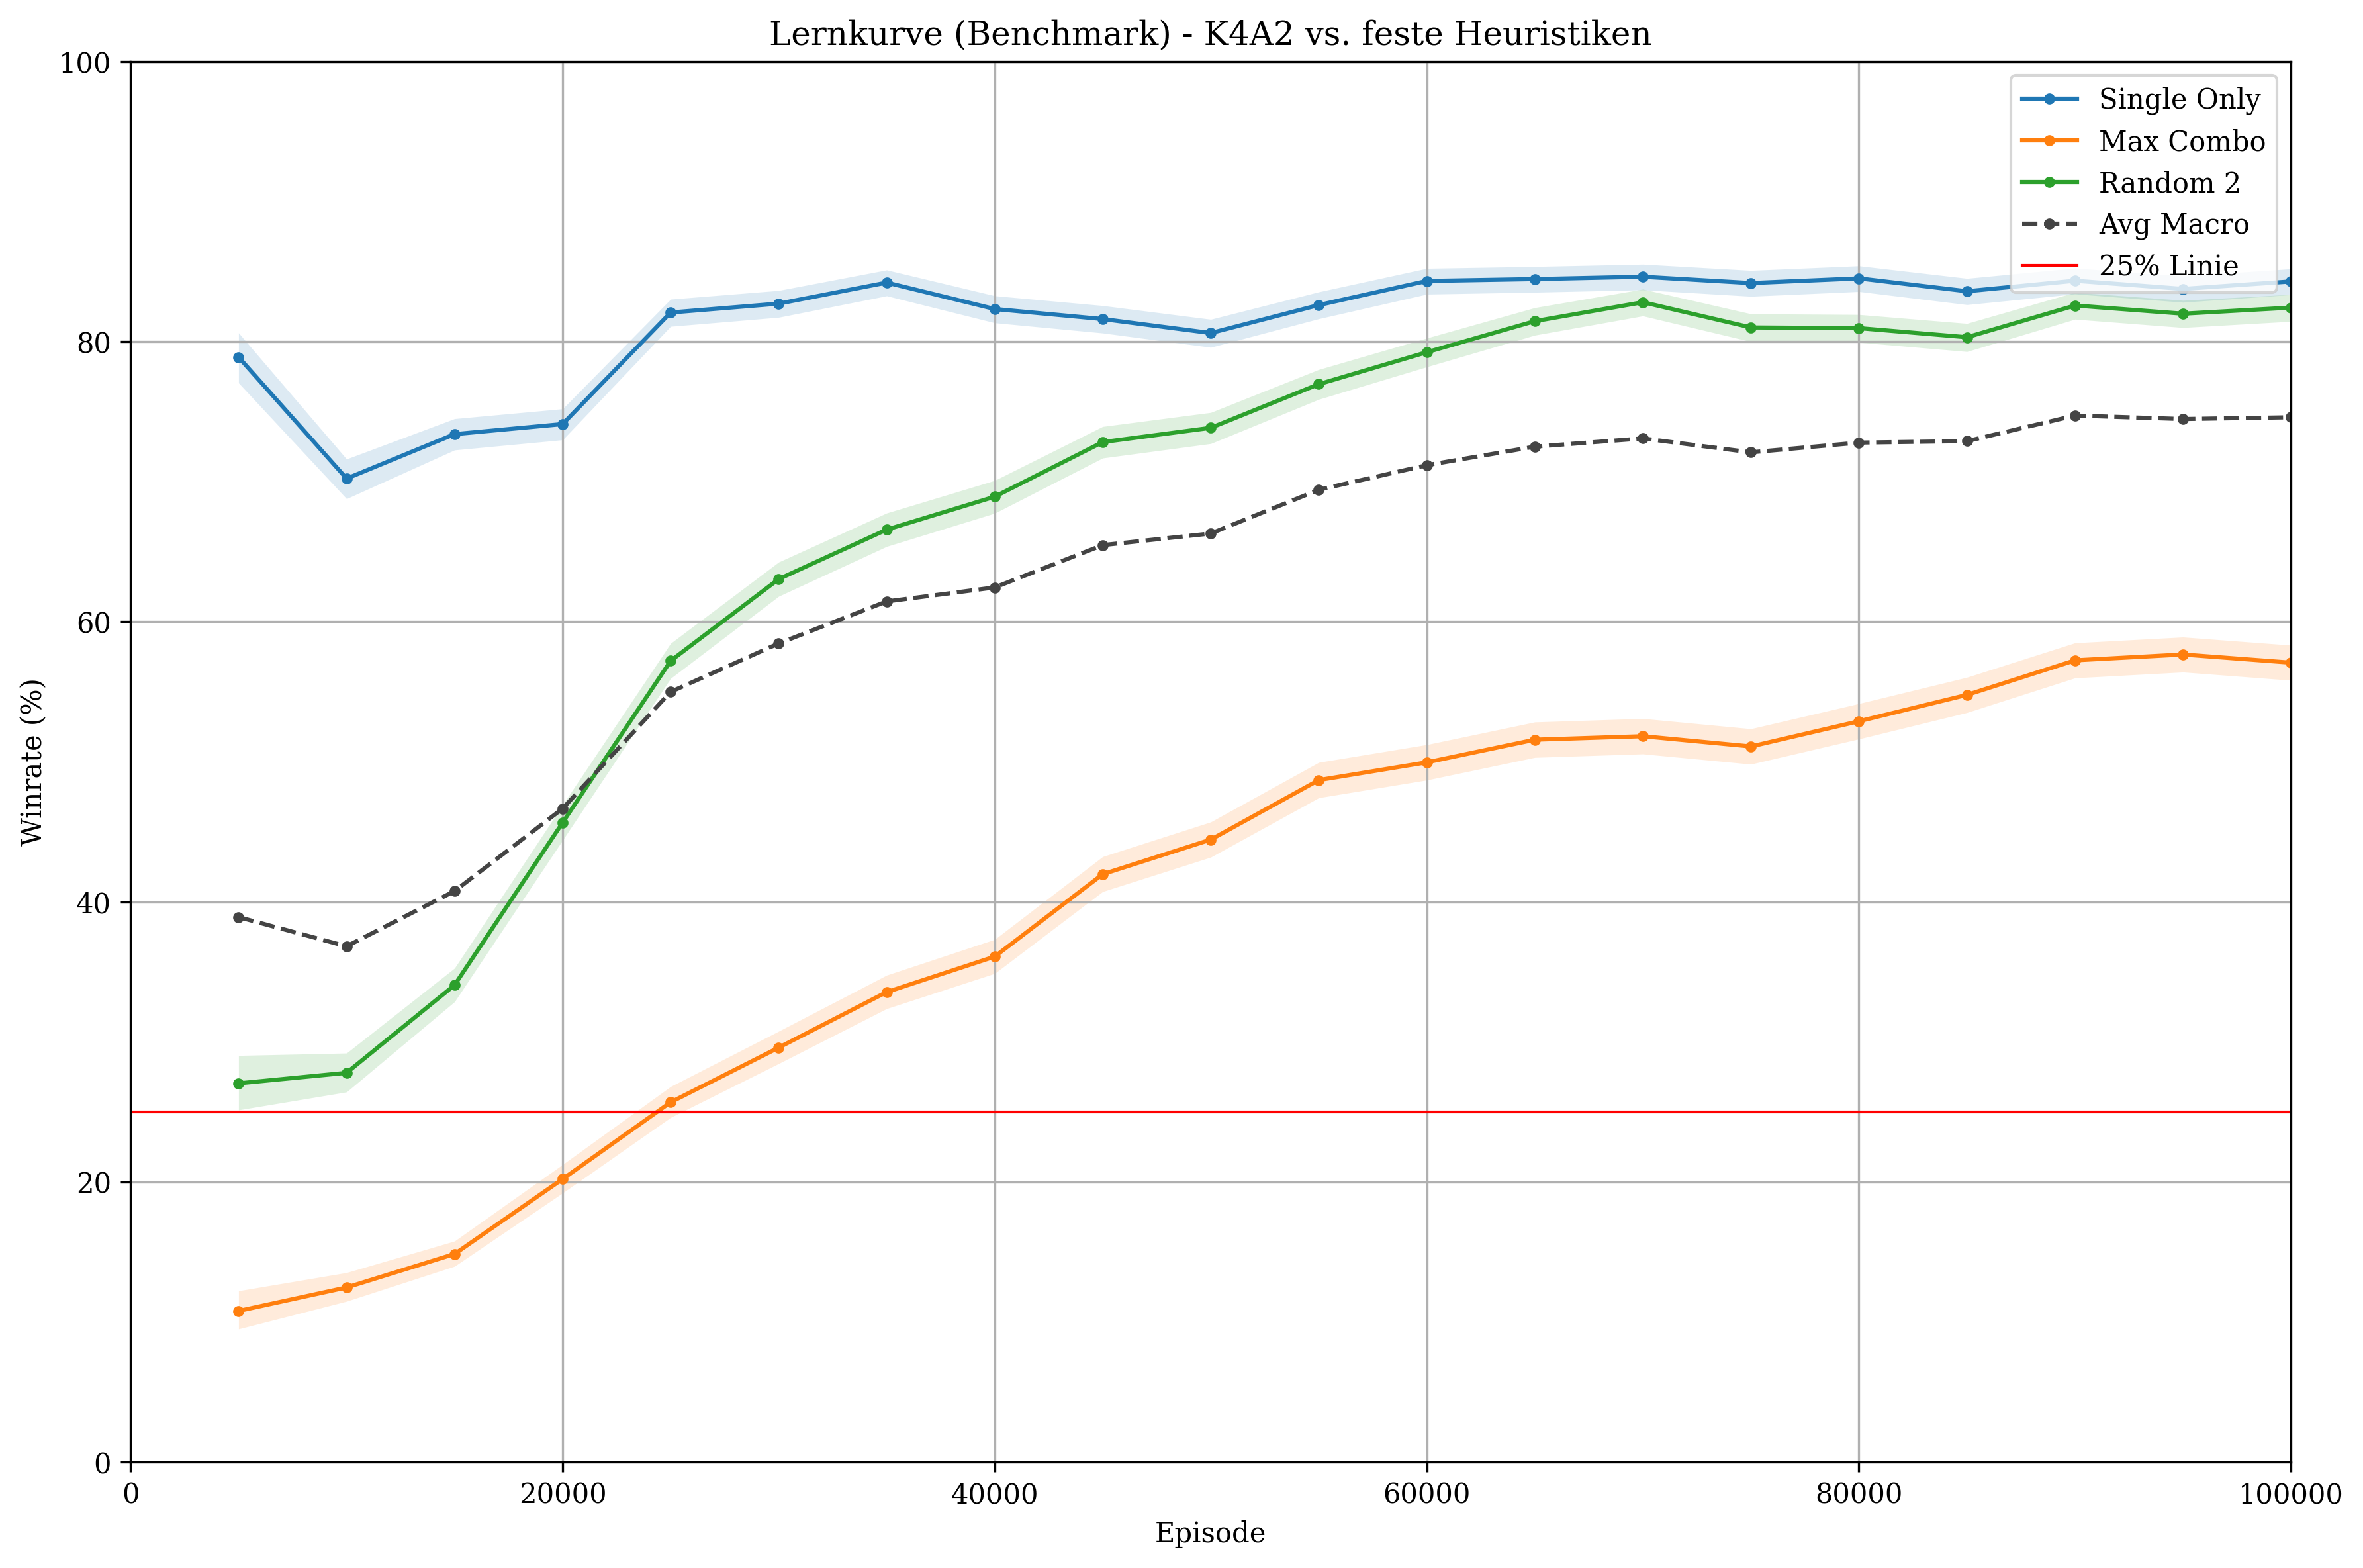 Lernkurve (Benchmark) - K4A2 vs. feste Heuristiken
100
80
60
40
20
0
Winrate (%)
Single Only
Max Combo
Random 2
Avg Macro
25% Linie
0 20000 40000 60000 80000 100000
Episode